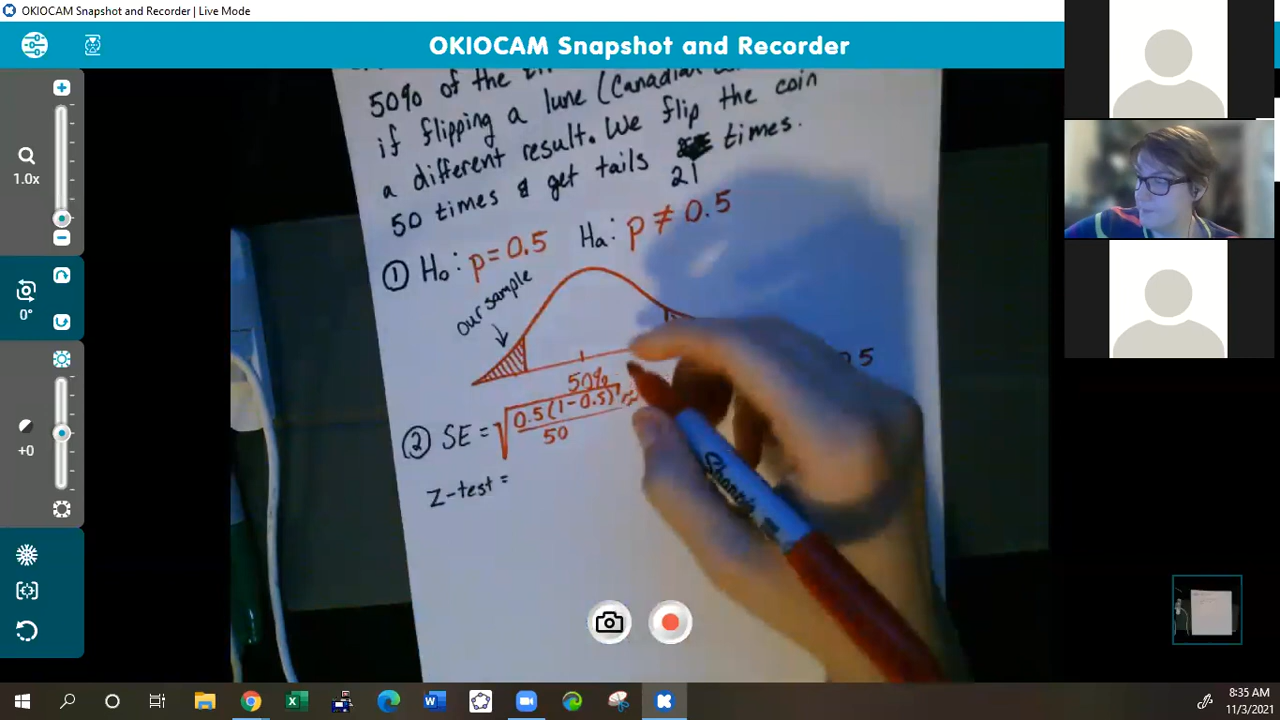 OKIOCAM Snapshot and Recorder | Live Mode
OKIOCAM Snapshot and Recorder
1.0x
0°
+0
50% of the
if flipping a lune (Canadian
a different result. We flip the coin
50 times & get tails 21 times.
① H₀: p = 0.5 Ha: p ≠ 0.5
our sample
50%
② SE = √(0.5(1-0.5)/50)
Z-test =
Sharpie
8:35 AM
11/3/2021